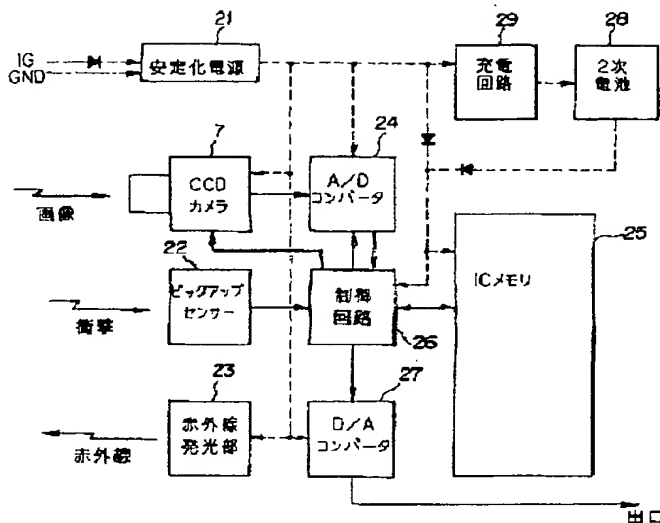 21
29
28
IG
GND
安定化電源
充電
回路
2次
電池
7
24
CCD
カメラ
A/D
コンバータ
画像
25
22
ICメモリ
ピックアップ
センサー
制御
回路
衝撃
26
23
27
赤外線
発光部
D/A
コンバータ
赤外線
出口